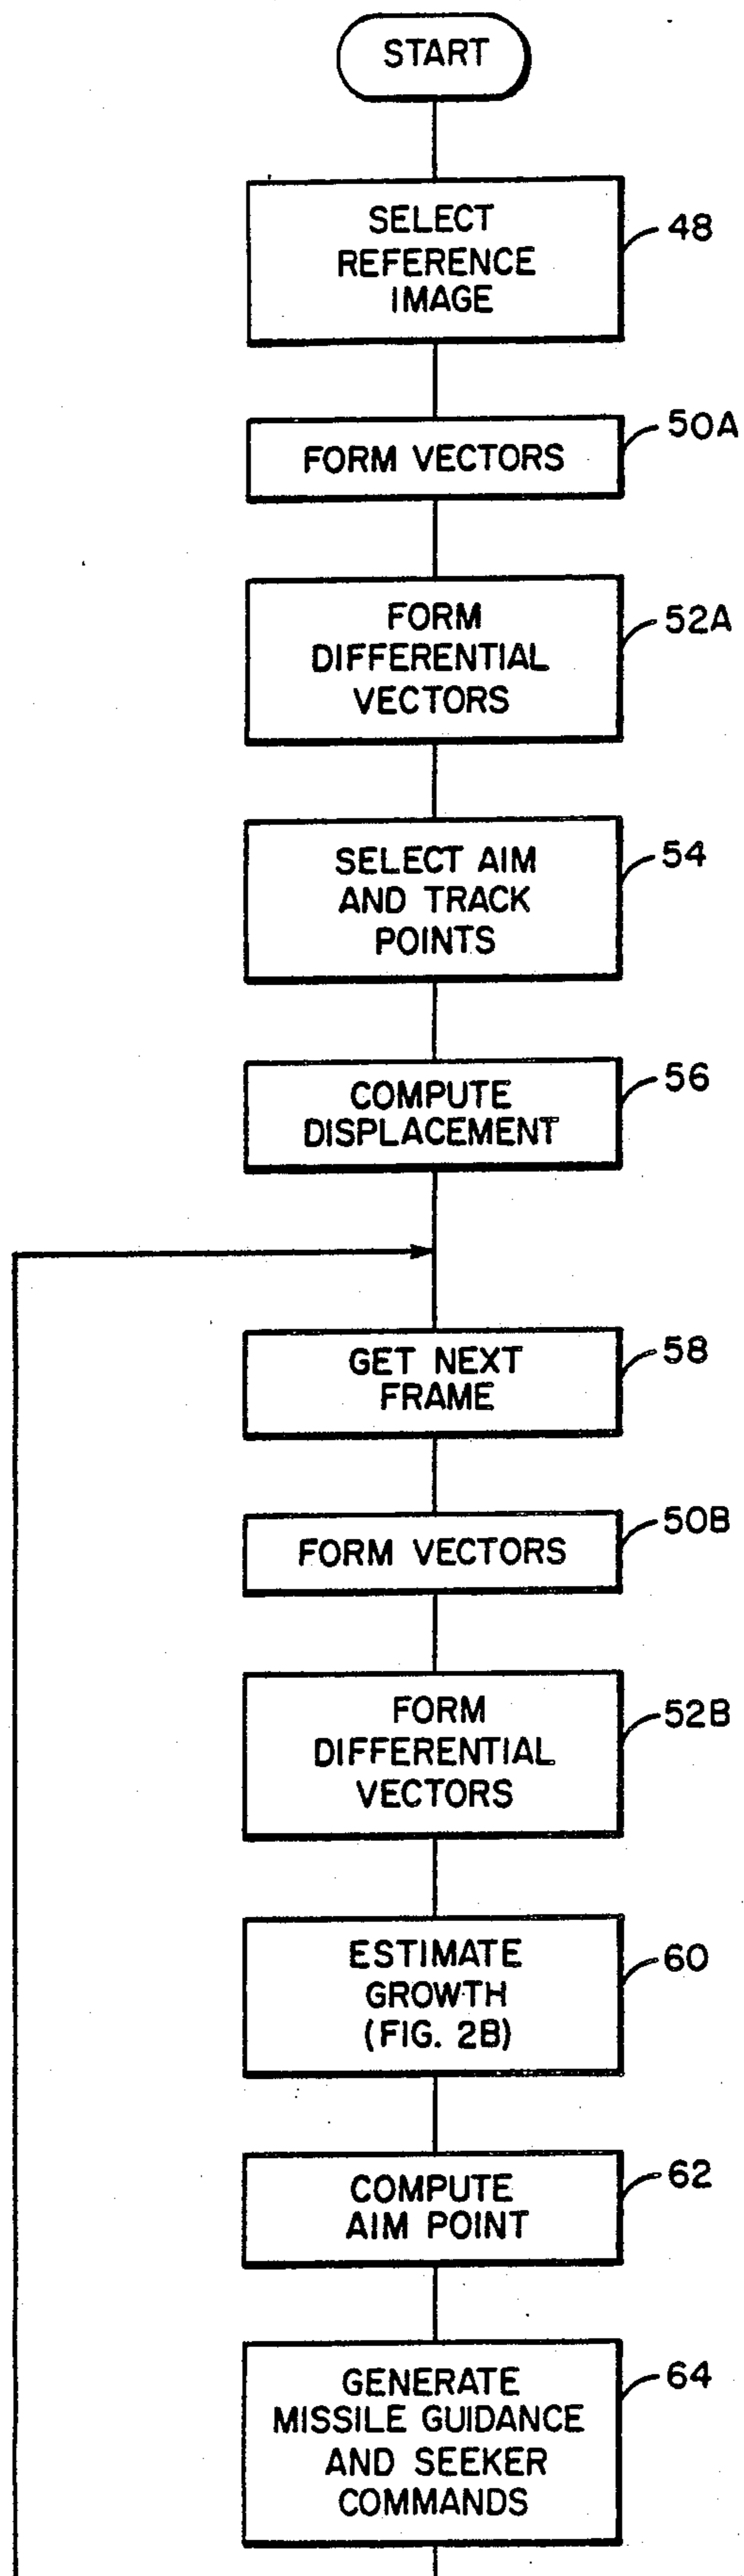 START
SELECT
REFERENCE
IMAGE
48
FORM VECTORS
50A
FORM
DIFFERENTIAL
VECTORS
52A
SELECT AIM
AND TRACK
POINTS
54
COMPUTE
DISPLACEMENT
56
GET NEXT
FRAME
58
FORM VECTORS
50B
FORM
DIFFERENTIAL
VECTORS
52B
ESTIMATE
GROWTH
(FIG. 2B)
60
COMPUTE
AIM POINT
62
GENERATE
MISSILE GUIDANCE
AND SEEKER
COMMANDS
64